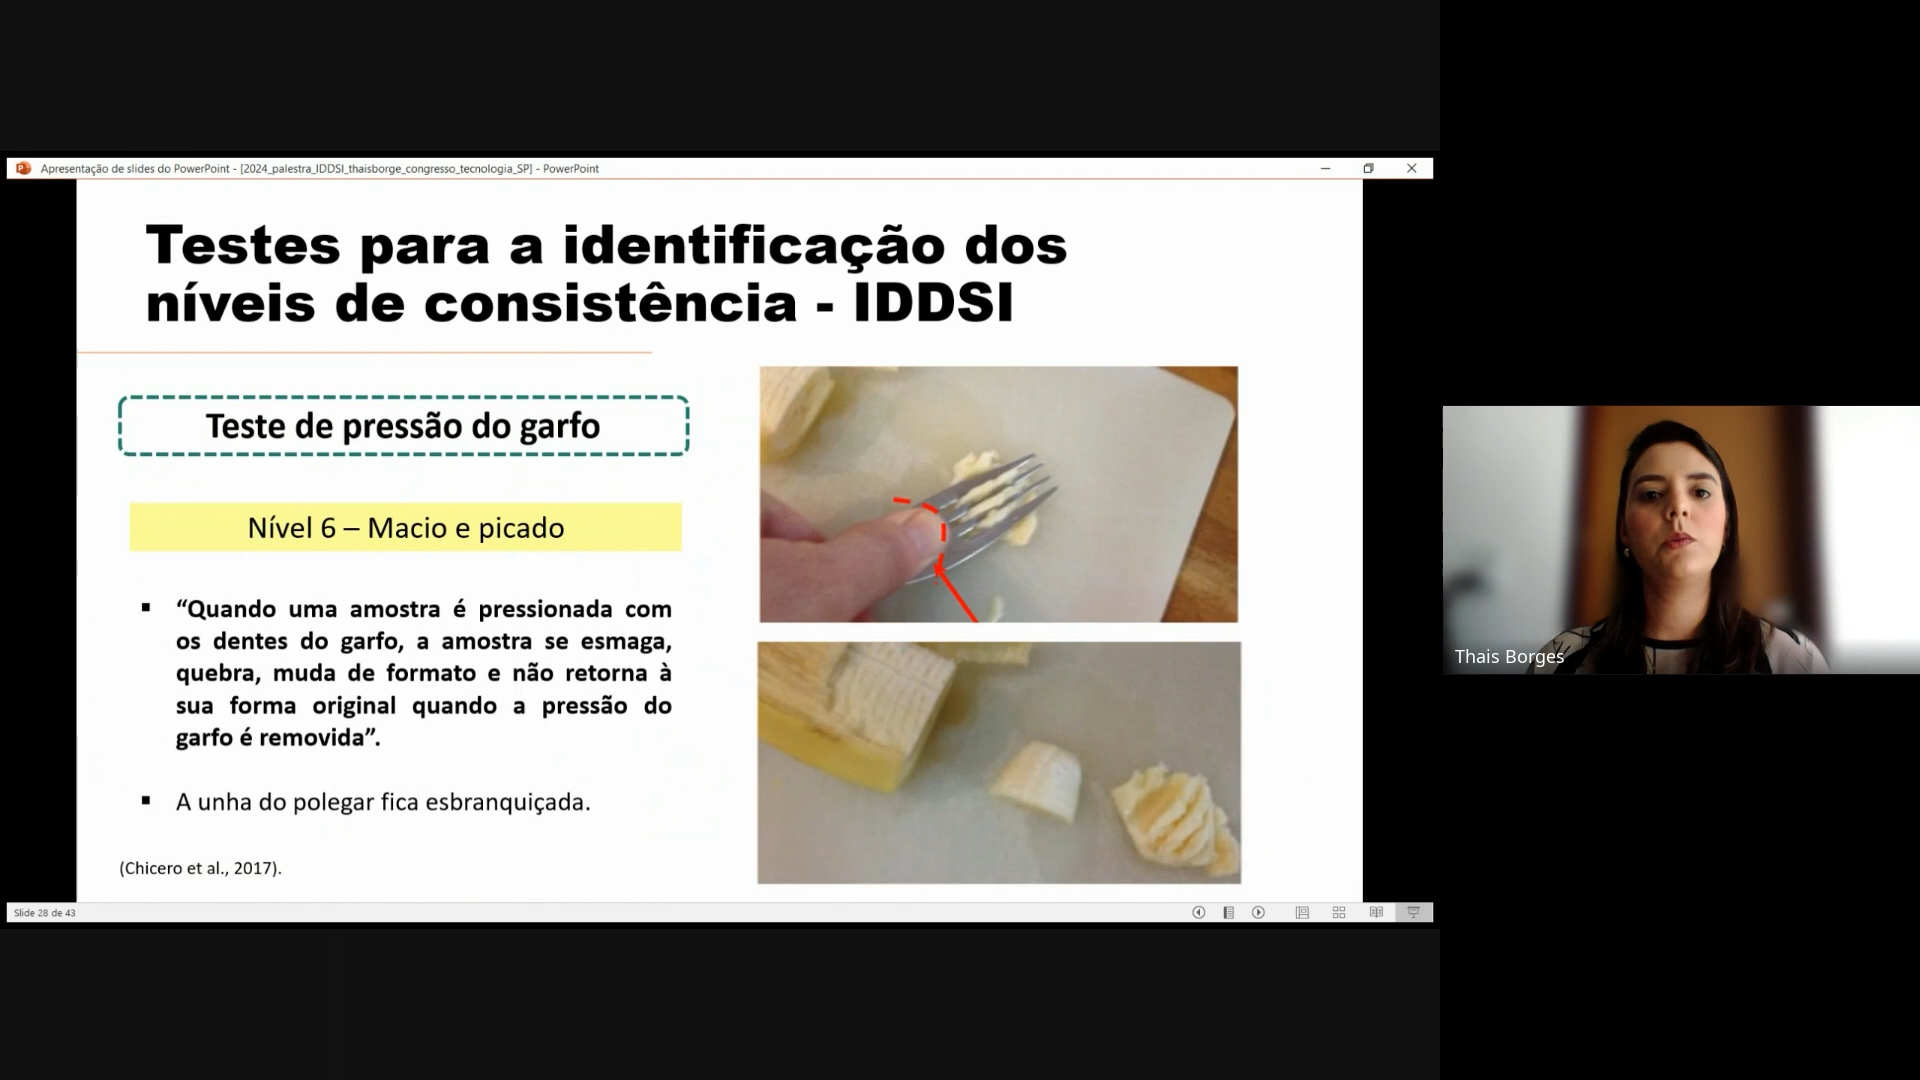 Apresentação de slides do PowerPoint - [2024_palestra_IDDSI_thaisborge_congresso_tecnologia_SP] - PowerPoint
Testes para a identificação dos
níveis de consistência - IDDSI
Teste de pressão do garfo
Nível 6 – Macio e picado
▪ “Quando uma amostra é pressionada com
os dentes do garfo, a amostra se esmaga,
quebra, muda de formato e não retorna à
sua forma original quando a pressão do
garfo é removida”.
▪ A unha do polegar fica esbranquiçada.
(Chicero et al., 2017).
Slide 28 de 43
Thais Borges